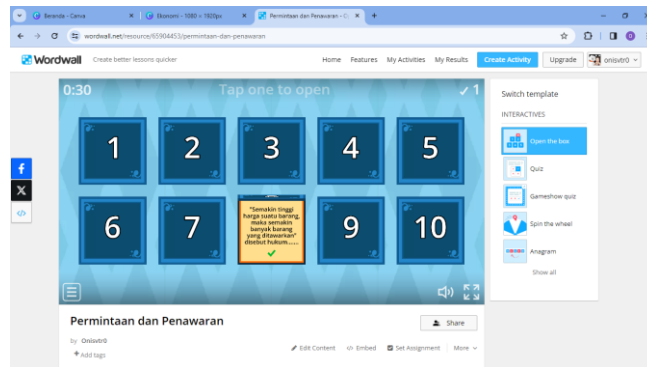 Beranda - Canva
Ekonomi - 1080 × 1920px
Permintaan dan Penawaran - 
wordwall.net/resource/65904453/permintaan-dan-penawaran
Wordwall
Create better lessons quicker
Home Features My Activities My Results
Create Activity
Upgrade
onisvtr0
0:30
Tap one to open
✓ 1
1 2 3 4 5
6 7
"Semakin tinggi
harga suatu barang,
maka semukin
banyak barang
yang ditawarkan"
disebut hukum......
9 10
Switch template
INTERACTIVES
Open the box
Quiz
Gameshow quiz
Spin the wheel
Anagram
Show all
Permintaan dan Penawaran
Share
by Onisvtr0
Add tags
Edit Content
Embed
Set Assignment
More